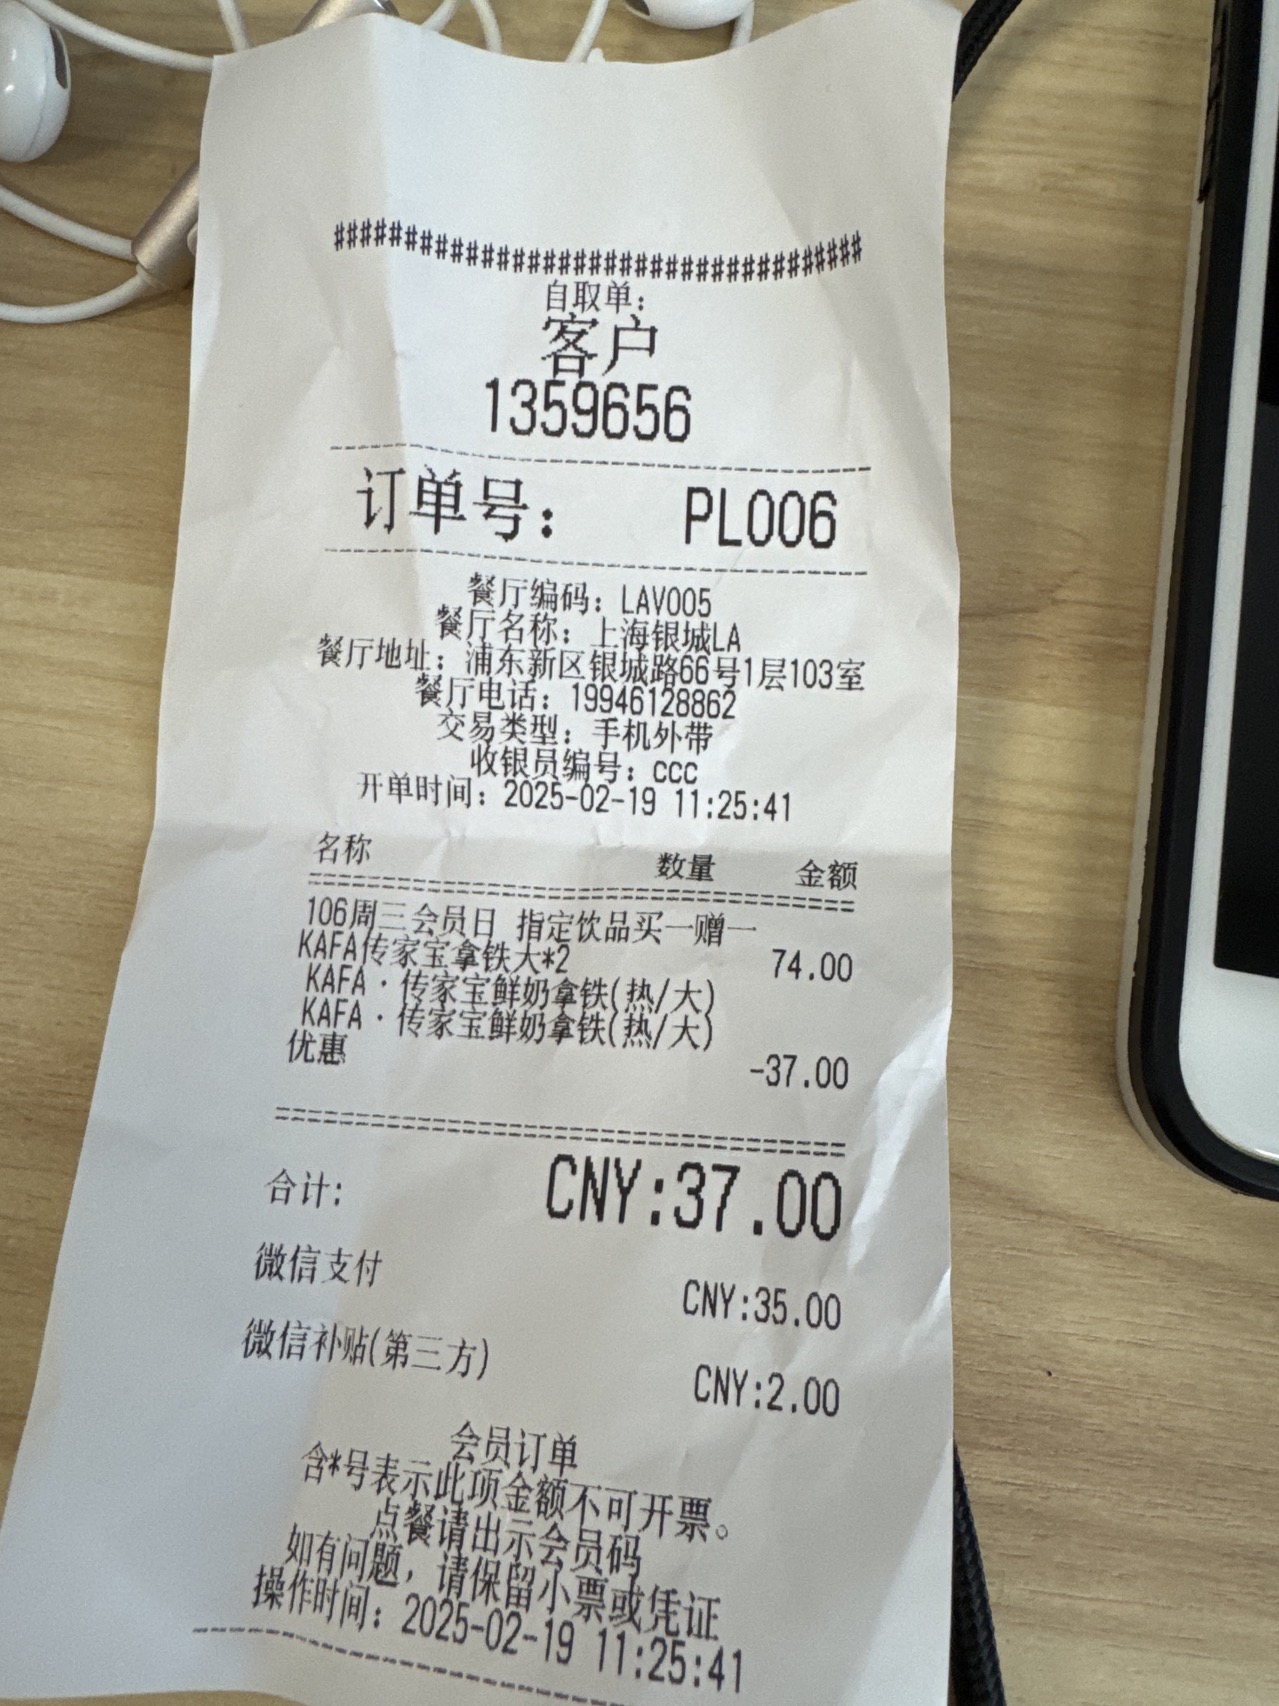 ###################################
自取单：
客户
1359656
订单号： PL006
餐厅编码：LAV005
餐厅名称：上海银城LA
餐厅地址：浦东新区银城路66号1层103室
餐厅电话：19946128862
交易类型：手机外带
收银员编号：ccc
开单时间：2025-02-19 11:25:41
名称 数量 金额
106周三会员日 指定饮品买一赠一
KAFA传家宝拿铁大*2 74.00
KAFA·传家宝鲜奶拿铁(热/大)
KAFA·传家宝鲜奶拿铁(热/大)
优惠 -37.00
合计: CNY:37.00
微信支付 CNY:35.00
微信补贴(第三方) CNY:2.00
会员订单
含*号表示此项金额不可开票。
点餐请出示会员码
如有问题，请保留小票或凭证
操作时间：2025-02-19 11:25:41